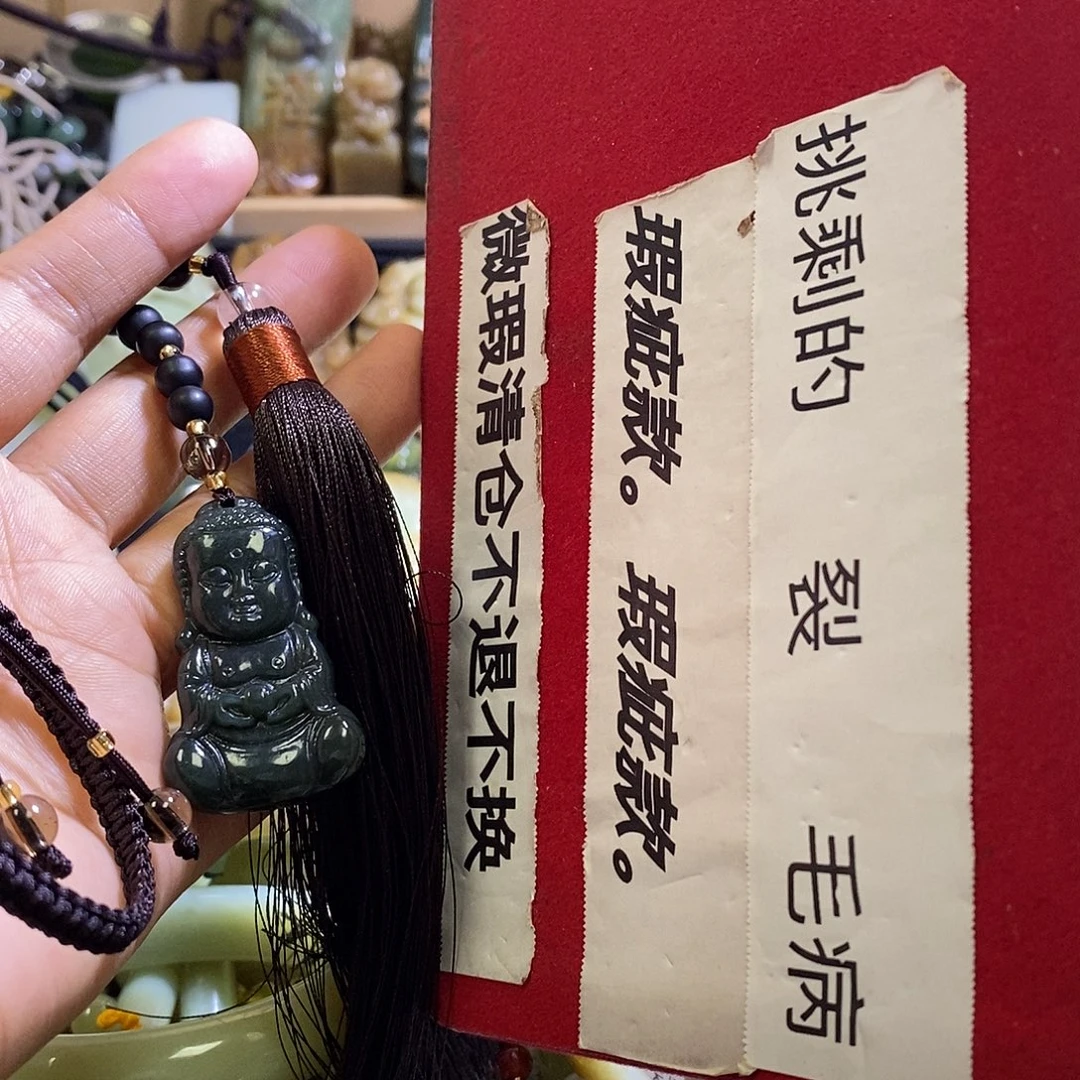 挑剩的 裂 毛病
瑕疵款。 瑕疵款。
微瑕清仓不退不换